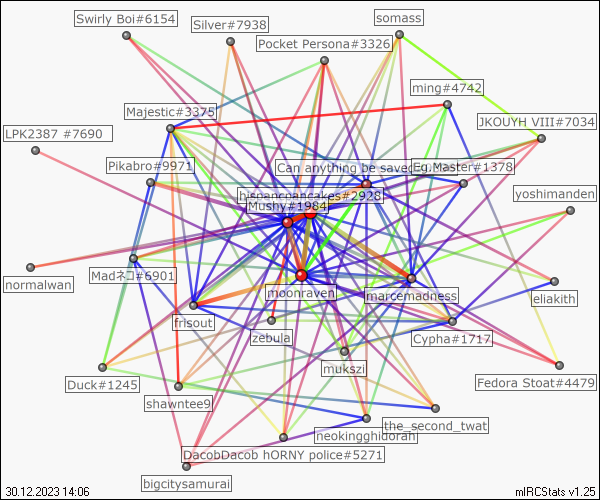 Swirly Boi#6154
somass
Silver#7938
Pocket Persona#3326
ming#4742
Majestic#3375
JKOUYH VIII#7034
LPK2387 #7690
Pikabro#9971
Can anything be saved
Eg.Master#1378
hispanicpancakes#2928
yoshimanden
Mushy#1984
Madネコ#6901
normalwan
moonraven
marcemadness
eliakith
frisout
zebula
Cypha#1717
mukszi
Duck#1245
Fedora Stoat#4479
shawntee9
the_second_twat
neokingghidorah
DacobDacob hORNY police#5271
bigcitysamurai
30.12.2023 14:06
mIRCStats v1.25